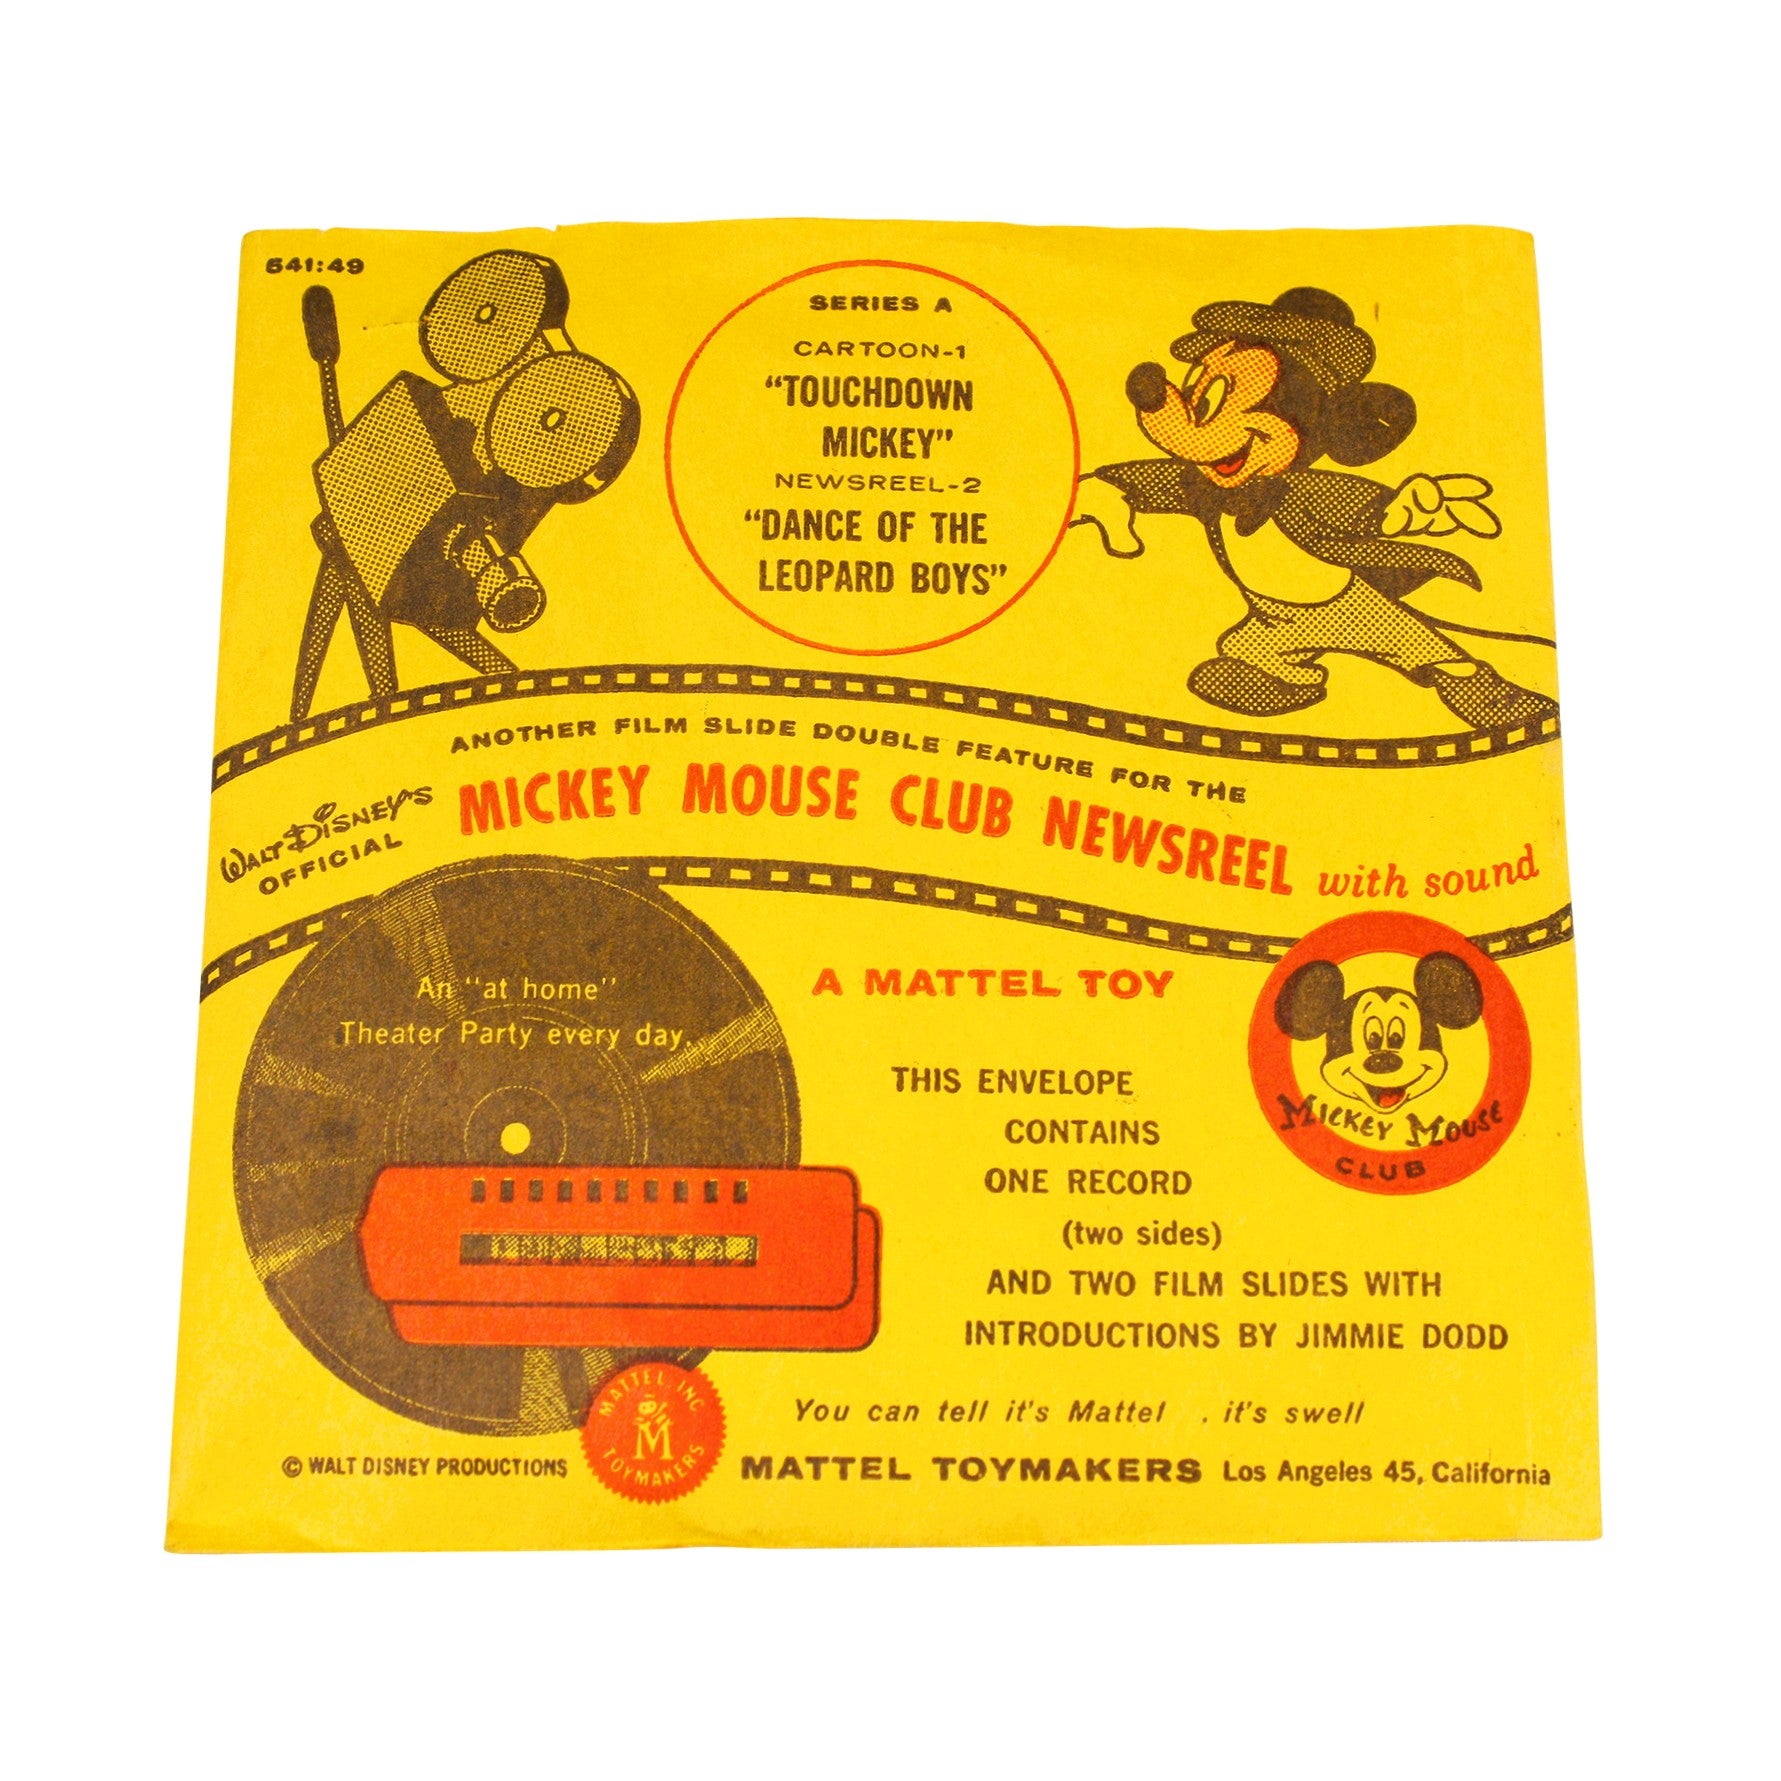 641:49
SERIES A
CARTOON-1
“TOUCHDOWN
MICKEY”
NEWSREEL-2
“DANCE OF THE
LEOPARD BOYS”
ANOTHER FILM SLIDE DOUBLE FEATURE FOR THE
WALT DISNEY'S
OFFICIAL
MICKEY MOUSE CLUB NEWSREEL with sound
An "at home"
Theater Party every day.
A MATTEL TOY
MICKEY MOUSE
CLUB
THIS ENVELOPE
CONTAINS
ONE RECORD
(two sides)
AND TWO FILM SLIDES WITH
INTRODUCTIONS BY JIMMIE DODD
You can tell it's Mattel . it's swell
MATTEL INC
M
TOYMAKERS
© WALT DISNEY PRODUCTIONS
MATTEL TOYMAKERS Los Angeles 45, California